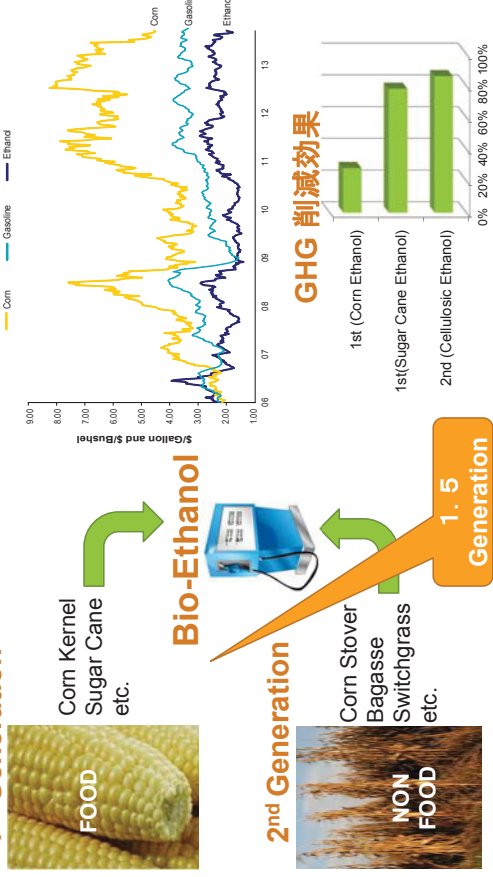 FOOD
Corn Kernel
Sugar Cane
etc.
Bio-Ethanol
2nd Generation
NON
FOOD
Corn Stover
Bagasse
Switchgrass
etc.
1. 5
Generation
Corn
Gasoline
Ethanol
$/Gallon and $/Bushel
9.00
8.00
7.00
6.00
5.00
4.00
3.00
2.00
1.00
06 07 08 09 10 11 12 13
Corn
Gasolin
Ethano
GHG 削減効果
1st (Corn Ethanol)
1st(Sugar Cane Ethanol)
2nd (Cellulosic Ethanol)
0% 20% 40% 60% 80% 100%